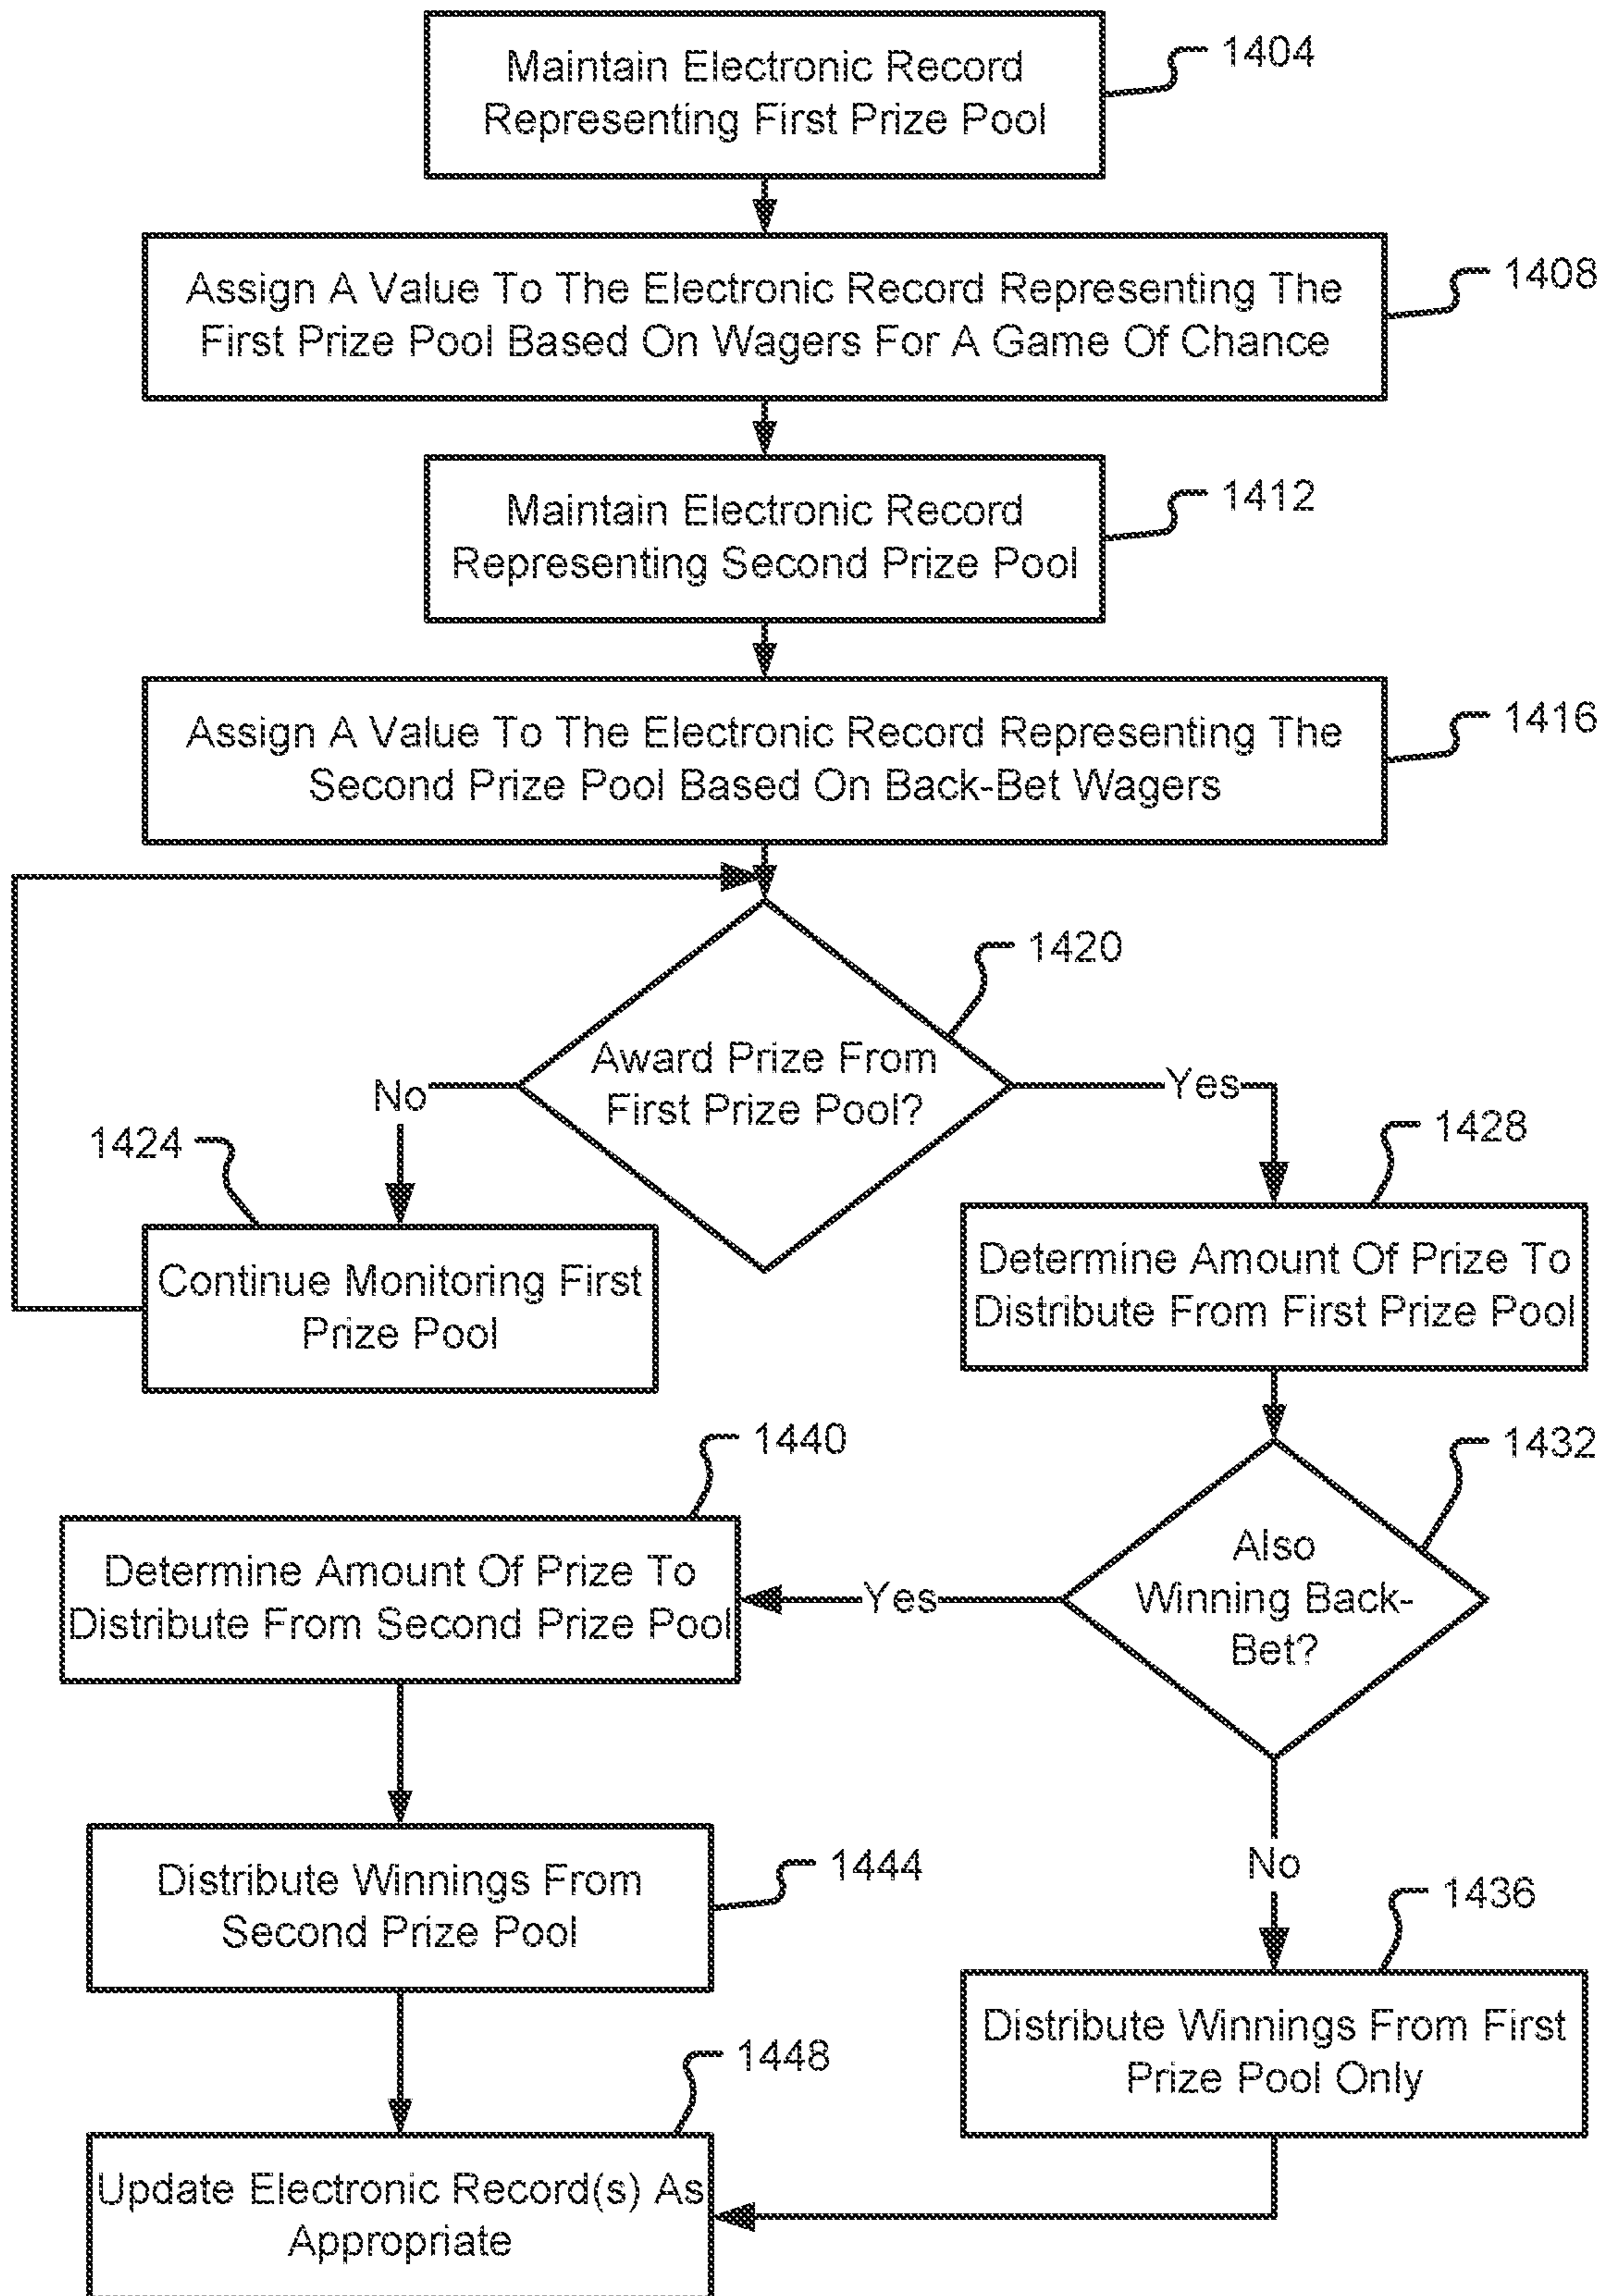 Maintain Electronic Record
Representing First Prize Pool
1404
Assign A Value To The Electronic Record Representing The
First Prize Pool Based On Wagers For A Game Of Chance
1408
Maintain Electronic Record
Representing Second Prize Pool
1412
Assign A Value To The Electronic Record Representing The
Second Prize Pool Based On Back-Bet Wagers
1416
1420
Award Prize From
First Prize Pool?
No
Yes
1424
1428
Continue Monitoring First
Prize Pool
Determine Amount Of Prize To
Distribute From First Prize Pool
1440
1432
Determine Amount Of Prize To
Distribute From Second Prize Pool
Yes
Also
Winning Back-
Bet?
No
Distribute Winnings From
Second Prize Pool
1444
1436
Distribute Winnings From First
Prize Pool Only
1448
Update Electronic Record(s) As
Appropriate